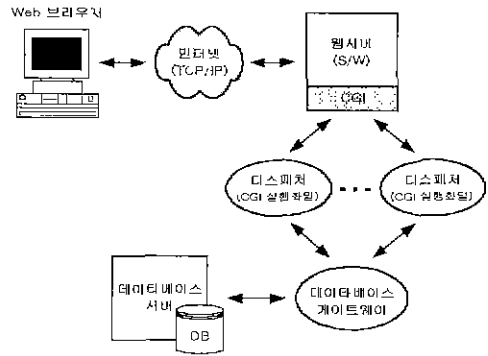 Web 브라우저
인터넷
(TCP/IP)
웹서버
(S/W)
CGI
디스패처
(CGI 실행화일)
디스패처
(CGI 실행화일)
데이터베이스
서버
DB
데이타베이스
게이트웨이